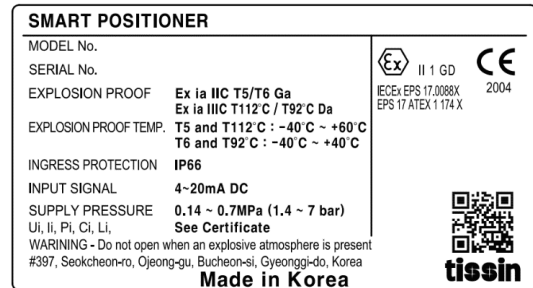 SMART POSITIONER
MODEL No.
SERIAL No.
EXPLOSION PROOF Ex ia IIC T5/T6 Ga
Ex ia IIIC T112°C / T92°C Da
EXPLOSION PROOF TEMP. T5 and T112°C : -40°C ~ +60°C
T6 and T92°C : -40°C ~ +40°C
INGRESS PROTECTION IP66
INPUT SIGNAL 4~20mA DC
SUPPLY PRESSURE 0.14 ~ 0.7MPa (1.4 ~ 7 bar)
Ui, Ii, Pi, Ci, Li, See Certificate
WARINING - Do not open when an explosive atmosphere is present
#397, Seokcheon-ro, Ojeong-gu, Bucheon-si, Gyeonggi-do, Korea
Made in Korea
Ex II 1 GD CE
IECEx EPS 17.0088X 2004
EPS 17 ATEX 1 174 X
tissin